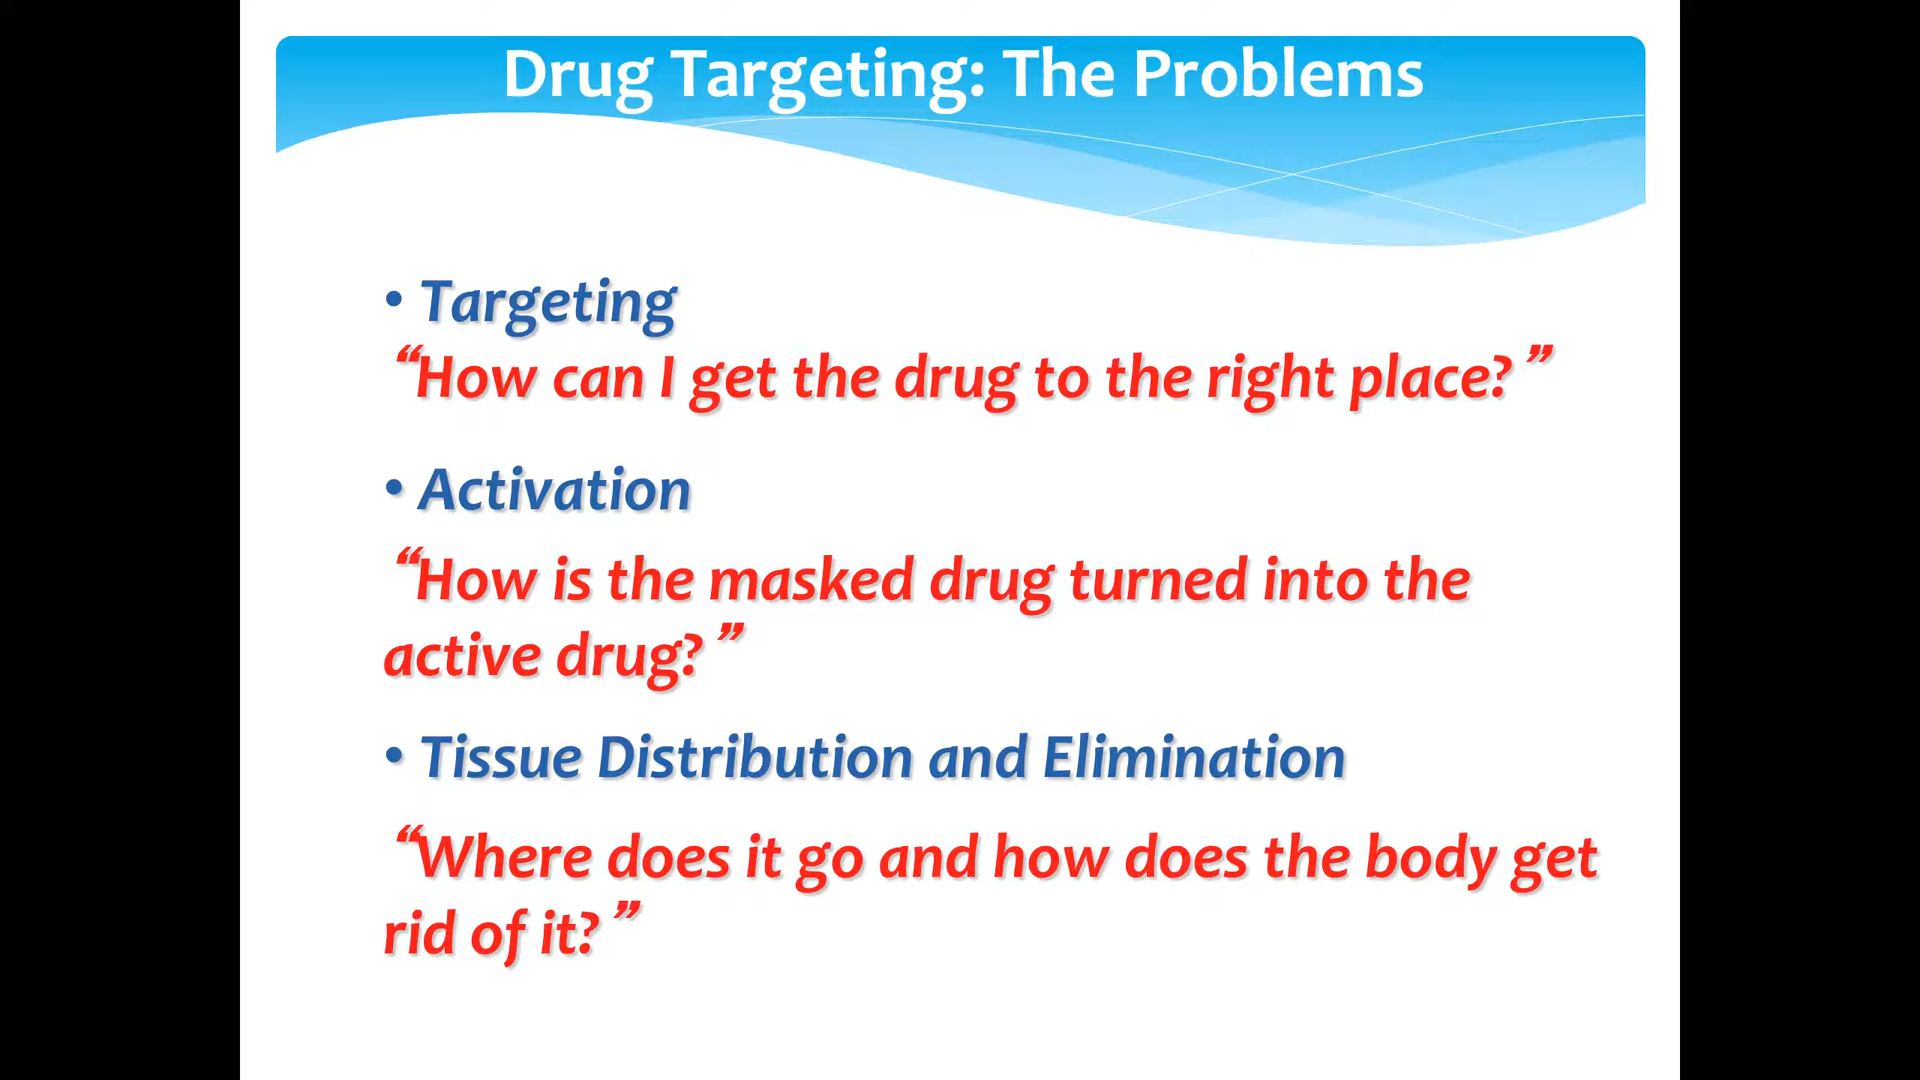 Drug Targeting: The Problems
• Targeting
“How can I get the drug to the right place?”
• Activation
“How is the masked drug turned into the
active drug?”
• Tissue Distribution and Elimination
“Where does it go and how does the body get
rid of it?”